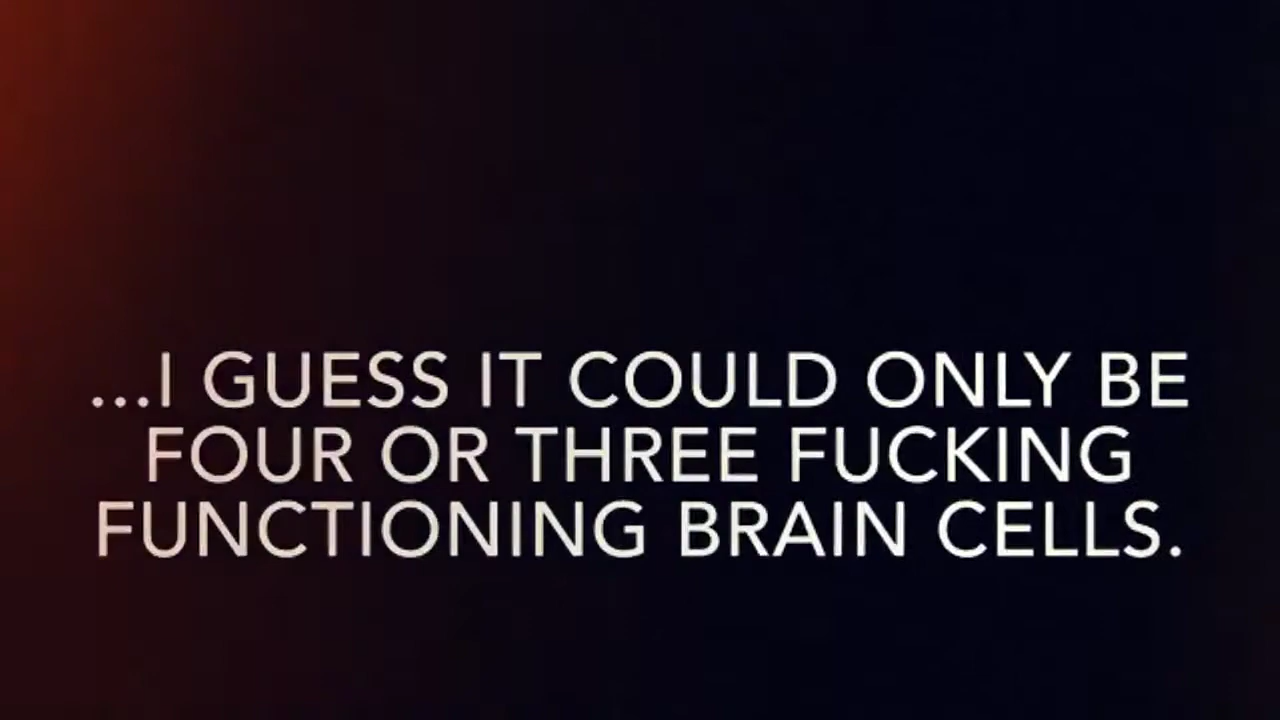 ...I GUESS IT COULD ONLY BE
FOUR OR THREE FUCKING
FUNCTIONING BRAIN CELLS.